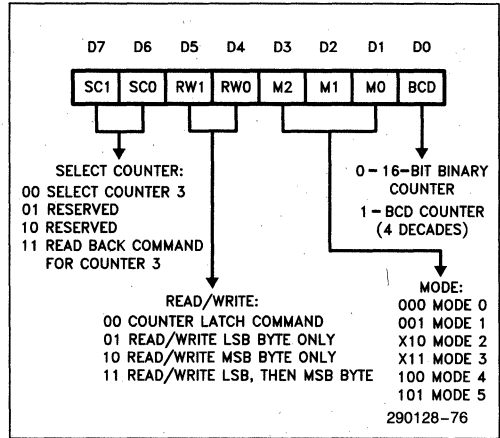 D7 D6 D5 D4 D3 D2 D1 D0
SC1 SC0 RW1 RW0 M2 M1 M0 BCD
SELECT COUNTER:
00 SELECT COUNTER 3
01 RESERVED
10 RESERVED
11 READ BACK COMMAND
FOR COUNTER 3
0-16-BIT BINARY
COUNTER
1-BCD COUNTER
(4 DECADES)
READ/WRITE:
00 COUNTER LATCH COMMAND
01 READ/WRITE LSB BYTE ONLY
10 READ/WRITE MSB BYTE ONLY
11 READ/WRITE LSB, THEN MSB BYTE
MODE:
000 MODE 0
001 MODE 1
X10 MODE 2
X11 MODE 3
100 MODE 4
101 MODE 5
290128-76